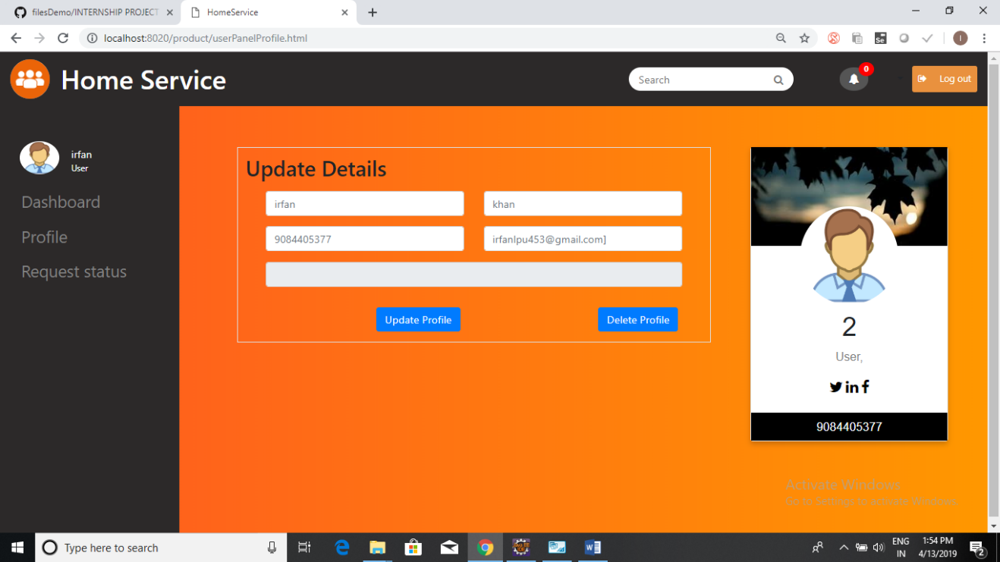 filesDemo/INTERNSHIP PROJECT
HomeService
localhost:8020/product/userPanelProfile.html
Se
I
Home Service
Search
0
Log out
irfan
User
Dashboard
Profile
Request status
Update Details
irfan
khan
9084405377
irfanlpu453@gmail.com]
Update Profile
Delete Profile
2
User,
9084405377
Activate Windows
Go to Settings to activate Windows.
Type here to search
ENG
IN
1:54 PM
4/13/2019
2